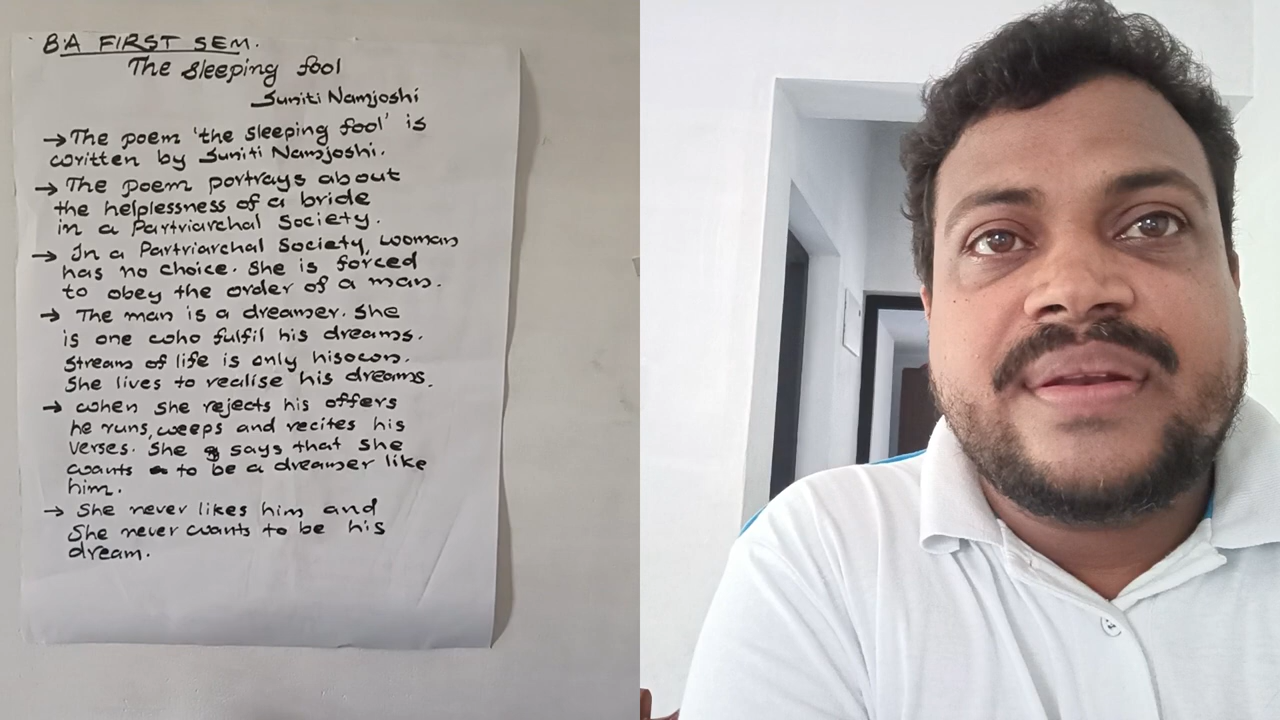 B.A FIRST SEM.
The Sleeping fool
Suniti Namjoshi
→The poem 'the sleeping fool' is
written by Suniti Namjoshi.
→ The poem portrays about
the helplessness of a bride
in a Partriarchal Society.
→ In a Partriarchal Society, woman
has no choice. She is forced
to obey the order of a man.
→ The man is a dreamer. She
is one who fulfil his dreams.
Stream of life is only hisown.
She lives to realise his dreams.
→ when she rejects his offers
he runs, weeps and recites his
verses. She says that she
wants to be a dreamer like
him.
→ She never likes him and
She never wants to be his
dream.